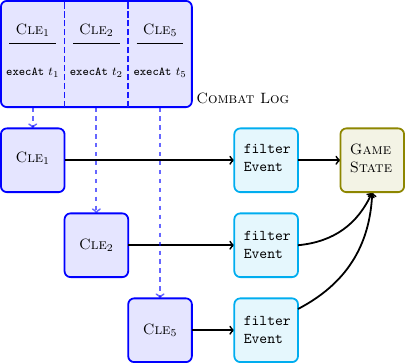 CLE1 CLE2 CLE5
execAt t1 execAt t2 execAt t5
COMBAT LOG
CLE1
filter
Event
GAME
STATE
CLE2
filter
Event
CLE5
filter
Event